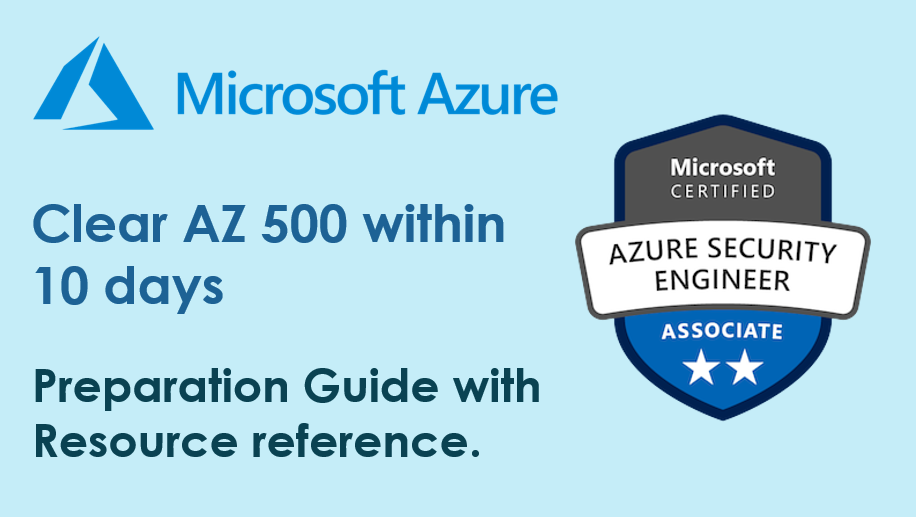 Microsoft Azure
Clear AZ 500 within
10 days
Preparation Guide with
Resource reference.
Microsoft
CERTIFIED
AZURE SECURITY
ENGINEER
ASSOCIATE